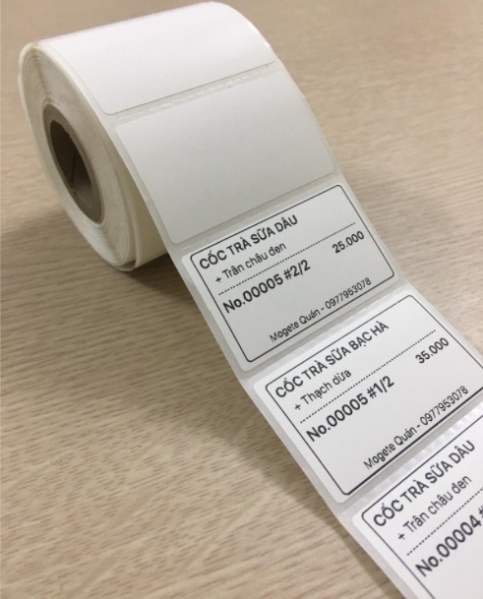 CỐC TRÀ SỮA DÂU
+ Trân châu đen
25.000
No.00005 #2/2
Mogete Quán - 0977953078
CỐC TRÀ SỮA BẠC HÀ
+ Thạch dừa
35.000
No.00005 #1/2
Mogete Quán - 0977953078
CỐC TRÀ SỮA DÂU
+ Trân châu đen
No.00004 #